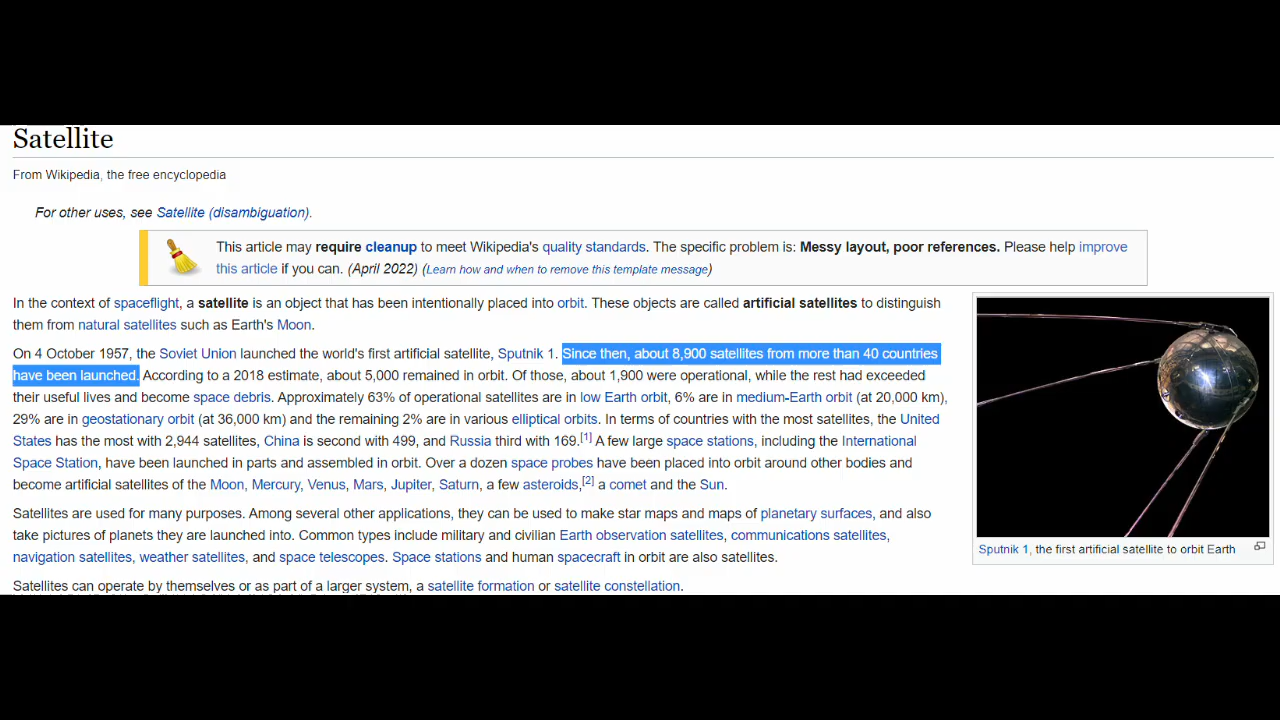 Satellite
From Wikipedia, the free encyclopedia
For other uses, see Satellite (disambiguation).
This article may require cleanup to meet Wikipedia's quality standards. The specific problem is: Messy layout, poor references. Please help improve
this article if you can. (April 2022) (Learn how and when to remove this template message)
In the context of spaceflight, a satellite is an object that has been intentionally placed into orbit. These objects are called artificial satellites to distinguish
them from natural satellites such as Earth's Moon.
On 4 October 1957, the Soviet Union launched the world's first artificial satellite, Sputnik 1. Since then, about 8,900 satellites from more than 40 countries
have been launched. According to a 2018 estimate, about 5,000 remained in orbit. Of those, about 1,900 were operational, while the rest had exceeded
their useful lives and become space debris. Approximately 63% of operational satellites are in low Earth orbit, 6% are in medium-Earth orbit (at 20,000 km),
29% are in geostationary orbit (at 36,000 km) and the remaining 2% are in various elliptical orbits. In terms of countries with the most satellites, the United
States has the most with 2,944 satellites, China is second with 499, and Russia third with 169.[1] A few large space stations, including the International
Space Station, have been launched in parts and assembled in orbit. Over a dozen space probes have been placed into orbit around other bodies and
become artificial satellites of the Moon, Mercury, Venus, Mars, Jupiter, Saturn, a few asteroids,[2] a comet and the Sun.
Satellites are used for many purposes. Among several other applications, they can be used to make star maps and maps of planetary surfaces, and also
take pictures of planets they are launched into. Common types include military and civilian Earth observation satellites, communications satellites,
navigation satellites, weather satellites, and space telescopes. Space stations and human spacecraft in orbit are also satellites.
Satellites can operate by themselves or as part of a larger system, a satellite formation or satellite constellation.
Sputnik 1, the first artificial satellite to orbit Earth